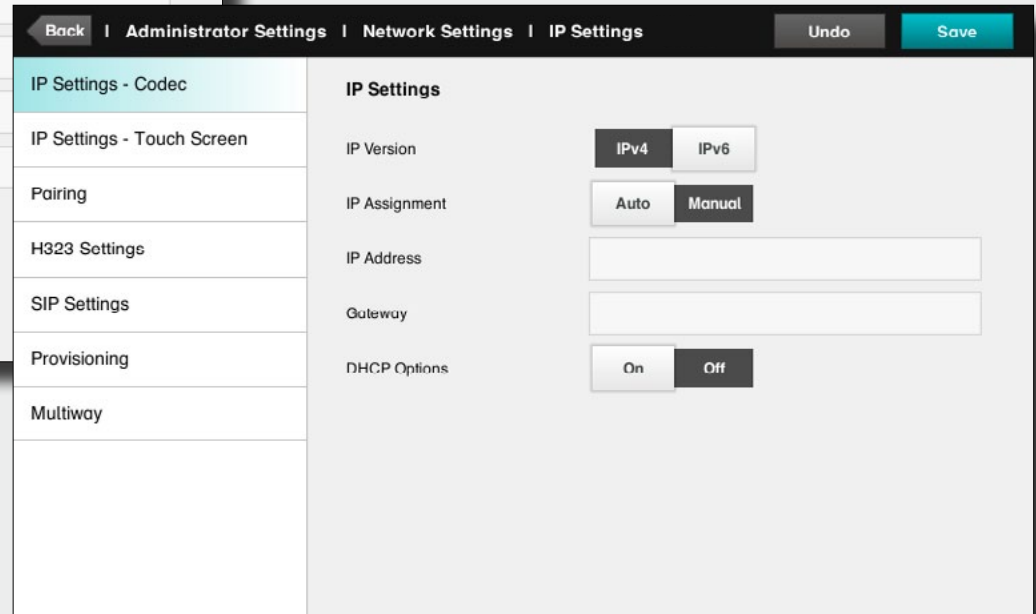 Back | Administrator Settings | Network Settings | IP Settings Undo Save
IP Settings - Codec
IP Settings - Touch Screen
Pairing
H323 Settings
SIP Settings
Provisioning
Multiway
IP Settings
IP Version IPv4 IPv6
IP Assignment Auto Manual
IP Address
Gateway
DHCP Options On Off